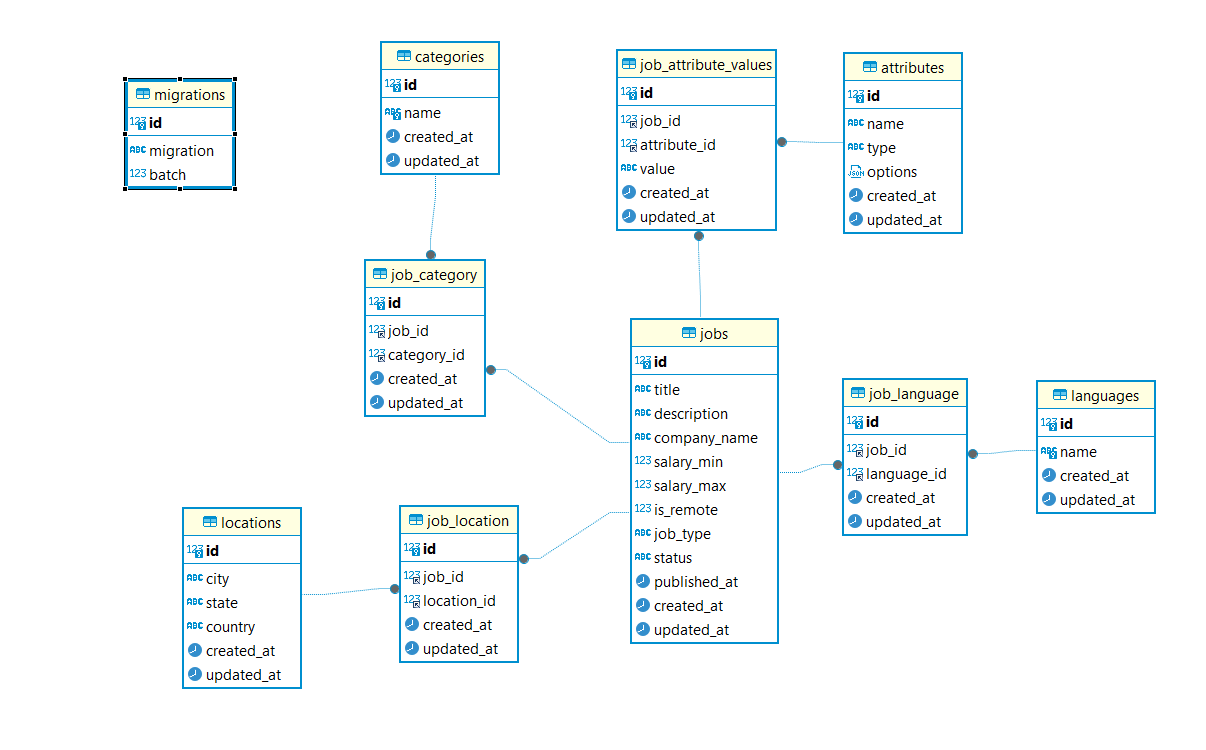 migrations
id
migration
batch
categories
id
name
created_at
updated_at
job_attribute_values
id
job_id
attribute_id
value
created_at
updated_at
attributes
id
name
type
options
created_at
updated_at
job_category
id
job_id
category_id
created_at
updated_at
jobs
id
title
description
company_name
salary_min
salary_max
is_remote
job_type
status
published_at
created_at
updated_at
job_language
id
job_id
language_id
created_at
updated_at
languages
id
name
created_at
updated_at
locations
id
city
state
country
created_at
updated_at
job_location
id
job_id
location_id
created_at
updated_at